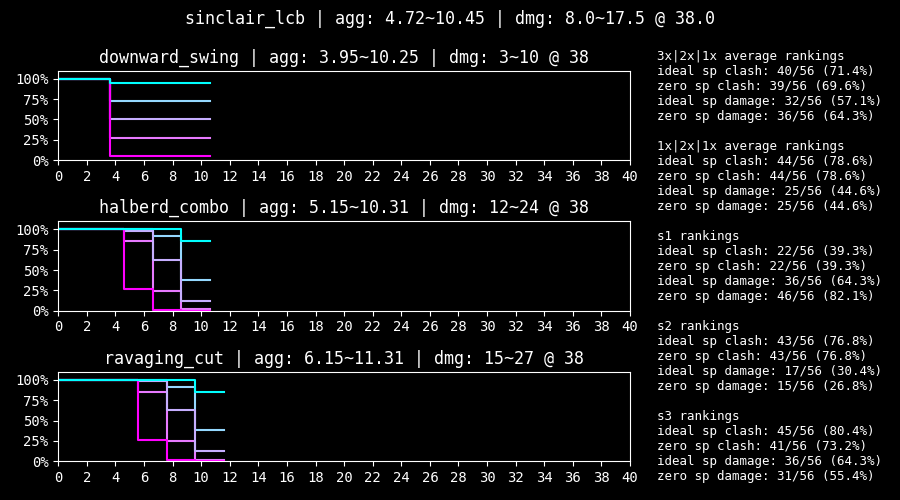 sinclair_lcb | agg: 4.72~10.45 | dmg: 8.0~17.5 @ 38.0
downward_swing | agg: 3.95~10.25 | dmg: 3~10 @ 38
100%
75%
50%
25%
0%
0 2 4 6 8 10 12 14 16 18 20 22 24 26 28 30 32 34 36 38 40
halberd_combo | agg: 5.15~10.31 | dmg: 12~24 @ 38
100%
75%
50%
25%
0%
0 2 4 6 8 10 12 14 16 18 20 22 24 26 28 30 32 34 36 38 40
ravaging_cut | agg: 6.15~11.31 | dmg: 15~27 @ 38
100%
75%
50%
25%
0%
0 2 4 6 8 10 12 14 16 18 20 22 24 26 28 30 32 34 36 38 40
3x|2x|1x average rankings
ideal sp clash: 40/56 (71.4%)
zero sp clash: 39/56 (69.6%)
ideal sp damage: 32/56 (57.1%)
zero sp damage: 36/56 (64.3%)
1x|2x|1x average rankings
ideal sp clash: 44/56 (78.6%)
zero sp clash: 44/56 (78.6%)
ideal sp damage: 25/56 (44.6%)
zero sp damage: 25/56 (44.6%)
s1 rankings
ideal sp clash: 22/56 (39.3%)
zero sp clash: 22/56 (39.3%)
ideal sp damage: 36/56 (64.3%)
zero sp damage: 46/56 (82.1%)
s2 rankings
ideal sp clash: 43/56 (76.8%)
zero sp clash: 43/56 (76.8%)
ideal sp damage: 17/56 (30.4%)
zero sp damage: 15/56 (26.8%)
s3 rankings
ideal sp clash: 45/56 (80.4%)
zero sp clash: 41/56 (73.2%)
ideal sp damage: 36/56 (64.3%)
zero sp damage: 31/56 (55.4%)